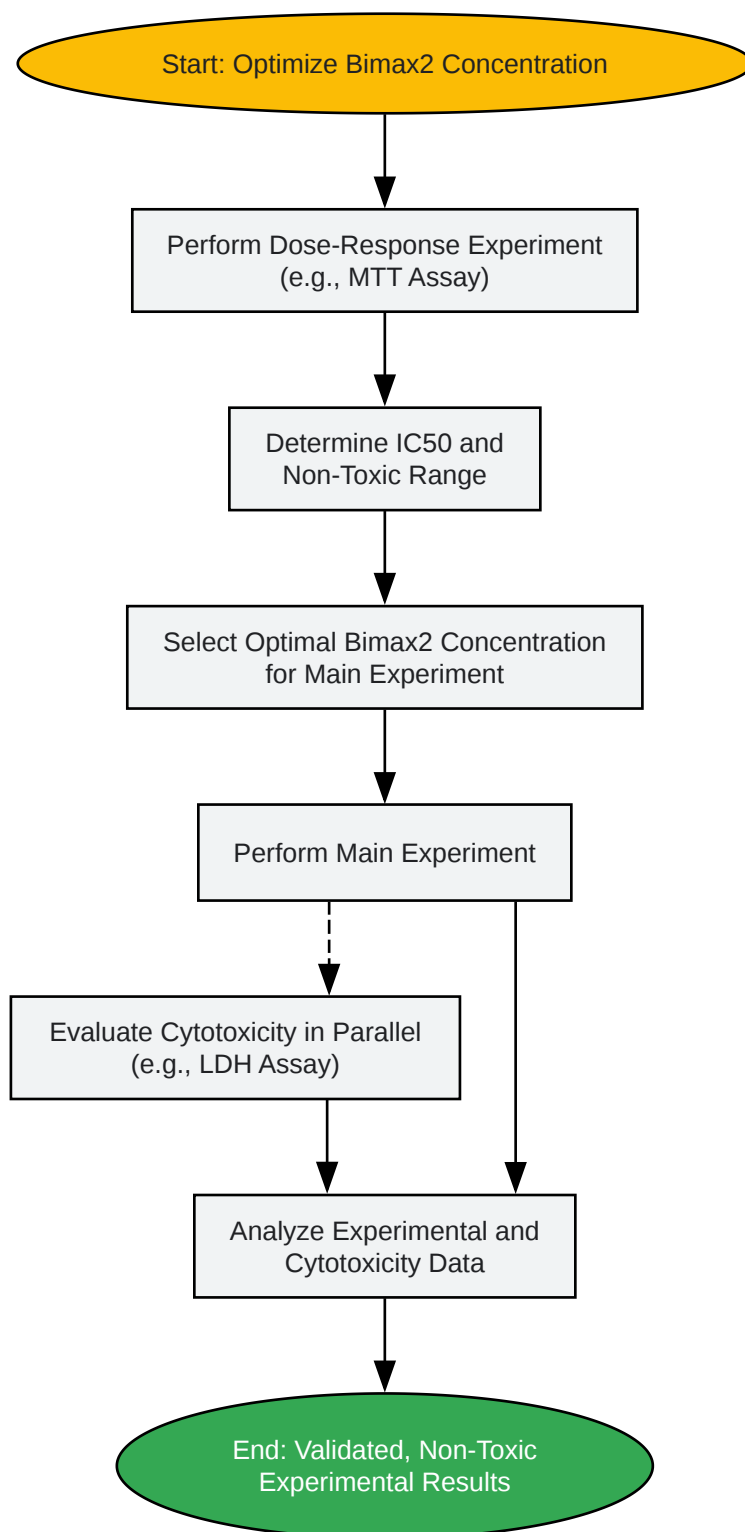 Start: Optimize Bimax2 Concentration
Perform Dose-Response Experiment
(e.g., MTT Assay)
Determine IC50 and
Non-Toxic Range
Select Optimal Bimax2 Concentration
for Main Experiment
Perform Main Experiment
Evaluate Cytotoxicity in Parallel
(e.g., LDH Assay)
Analyze Experimental and
Cytotoxicity Data
End: Validated, Non-Toxic
Experimental Results